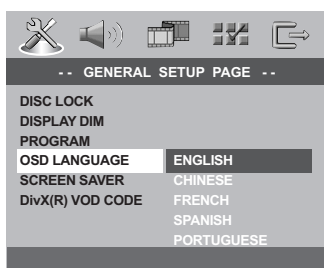 -- GENERAL SETUP PAGE --
DISC LOCK
DISPLAY DIM
PROGRAM
OSD LANGUAGE ENGLISH
SCREEN SAVER CHINESE
DivX(R) VOD CODE FRENCH
SPANISH
PORTUGUESE